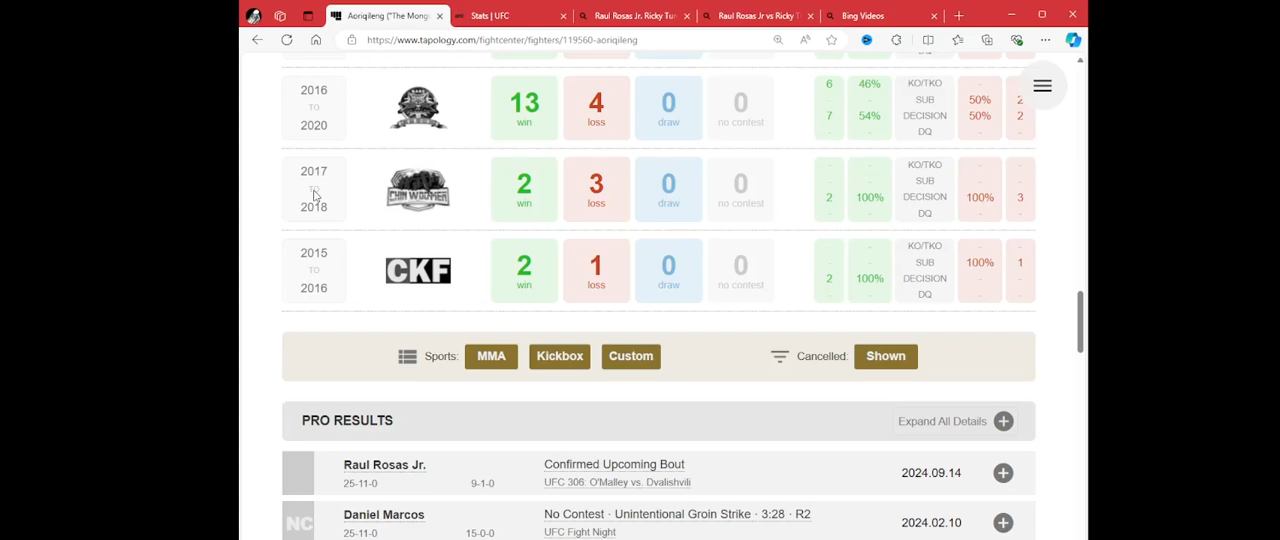 Aoriqileng ("The Mong
Stats | UFC
Raul Rosas Jr. Ricky Tur
Raul Rosas Jr vs Ricky T
Bing Videos
https://www.tapology.com/fightcenter/fighters/119560-aoriqileng
DQ
2016
TO
2020
13
win
4
loss
0
draw
0
no contest
6 46% KO/TKO -
- - SUB 50% 2
7 54% DECISION 50% 2
- - DQ - -
2017
2018
CHIN WOO MEN
2
win
3
loss
0
draw
0
no contest
- - KO/TKO - -
- - SUB - -
2 100% DECISION 100% 3
- - DQ - -
2015
TO
2016
CKF
2
win
1
loss
0
draw
0
no contest
- - KO/TKO - -
- - SUB 100% 1
2 100% DECISION - -
- - DQ - -
Sports: MMA Kickbox Custom
Cancelled: Shown
PRO RESULTS
Expand All Details
Raul Rosas Jr.
25-11-0 9-1-0
Confirmed Upcoming Bout
UFC 306: O'Malley vs. Dvalishvili
2024.09.14
NC
Daniel Marcos
25-11-0 15-0-0
No Contest · Unintentional Groin Strike · 3:28 · R2
UFC Fight Night
2024.02.10